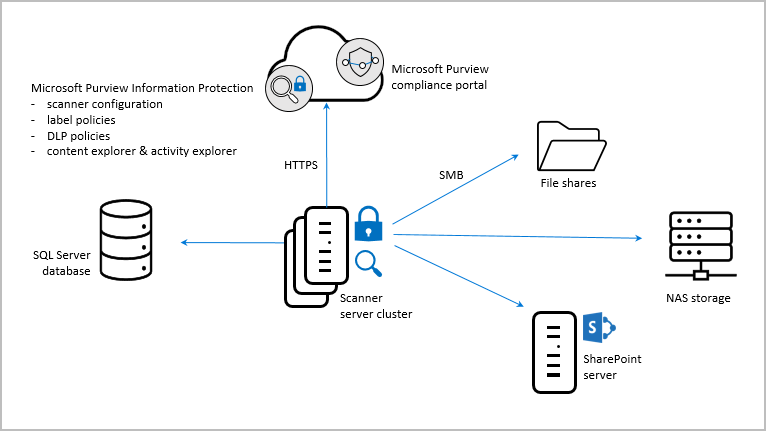 Microsoft Purview
compliance portal
Microsoft Purview Information Protection
- scanner configuration
- label policies
- DLP policies
- content explorer & activity explorer
HTTPS
SMB
File shares
SQL Server
database
Scanner
server cluster
NAS storage
S
SharePoint
server